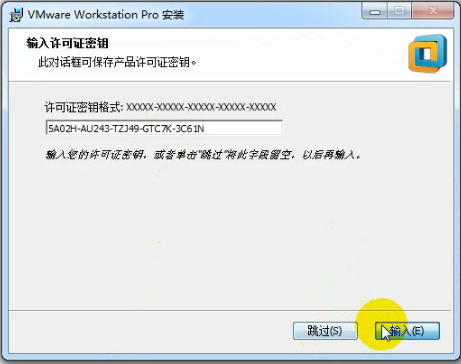 VMware Workstation Pro 安装
输入许可证密钥
此对话框可保存产品许可证密钥。
许可证密钥格式: XXXXX-XXXXX-XXXXX-XXXXX-XXXXX
5A02H-AU243-TZJ49-GTC7K-3C61N
输入您的许可证密钥，或者单击“跳过”将此字段留空，以后再输入。
跳过(S) 输入(E)